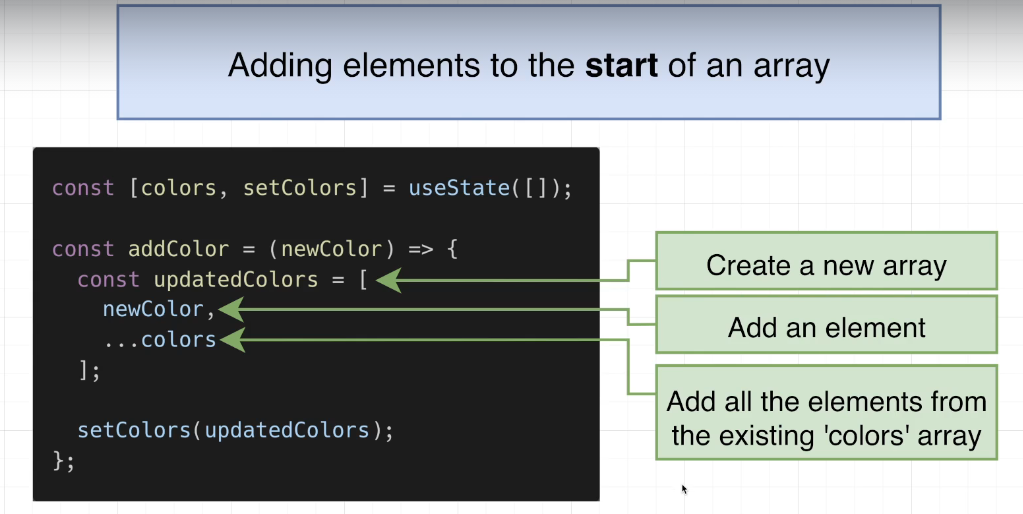 Adding elements to the start of an array
const [colors, setColors] = useState([]);
const addColor = (newColor) => {
  const updatedColors = [
    newColor,
    ...colors
  ];
  setColors(updatedColors);
};
Create a new array
Add an element
Add all the elements from
the existing 'colors' array